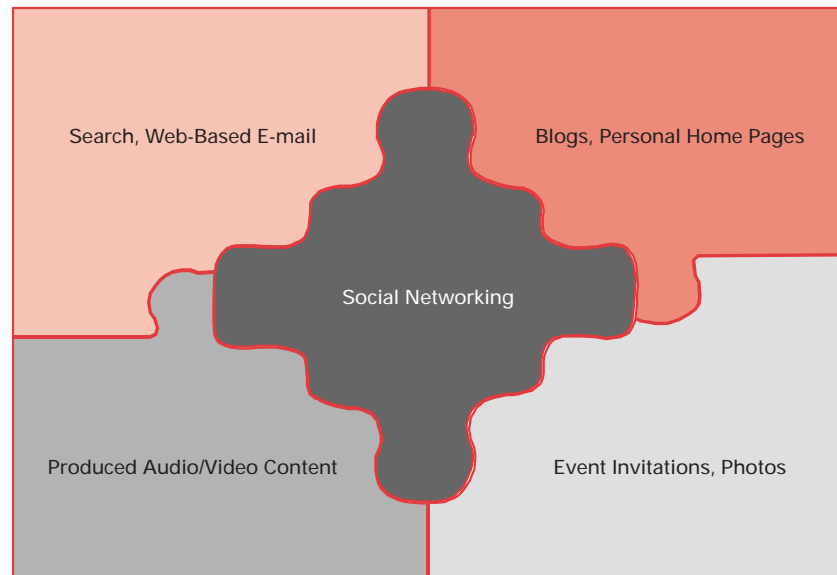 Search, Web-Based E-mail
Blogs, Personal Home Pages
Social Networking
Produced Audio/Video Content
Event Invitations, Photos